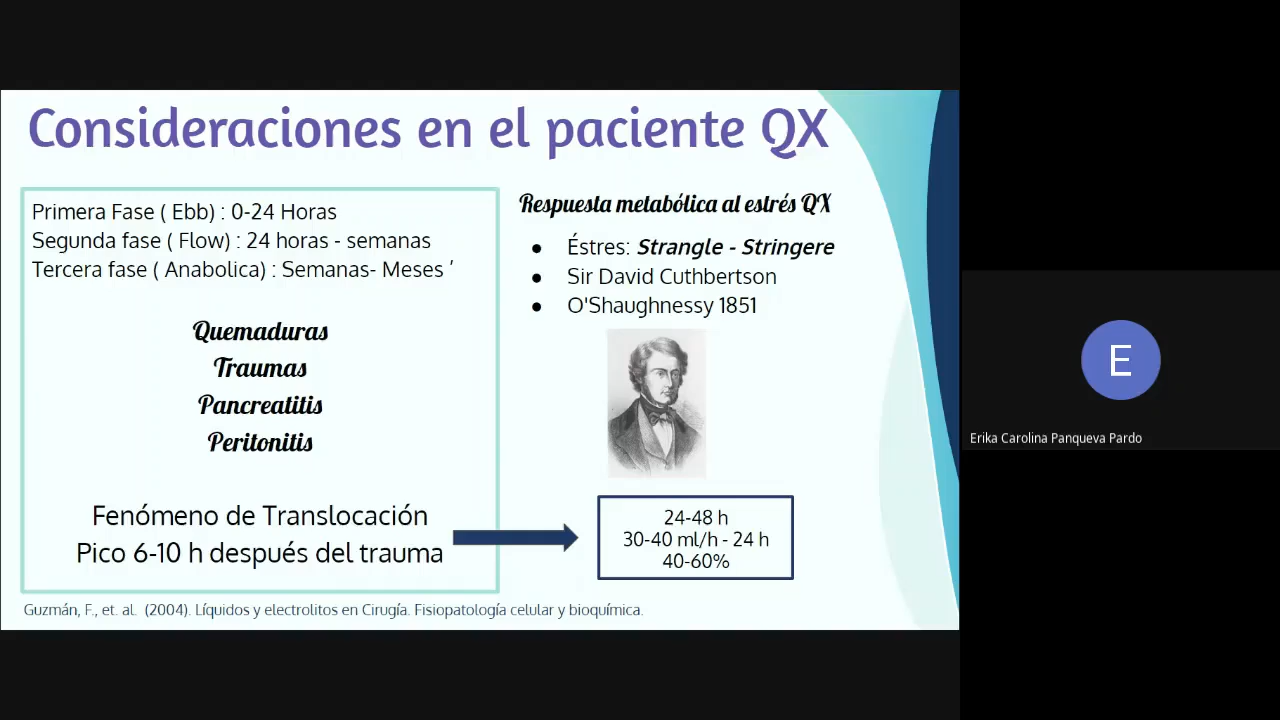 Consideraciones en el paciente QX
Primera Fase ( Ebb) : 0-24 Horas
Segunda fase ( Flow) : 24 horas - semanas
Tercera fase ( Anabolica) : Semanas- Meses ’
Quemaduras
Traumas
Pancreatitis
Peritonitis
Fenómeno de Translocación
Pico 6-10 h después del trauma
Respuesta metabólica al estrés QX
● Éstres: Strangle - Stringere
● Sir David Cuthbertson
● O'Shaughnessy 1851
24-48 h
30-40 ml/h - 24 h
40-60%
Guzmán, F., et. al. (2004). Líquidos y electrolitos en Cirugía. Fisiopatología celular y bioquímica.
E
Erika Carolina Panqueva Pardo